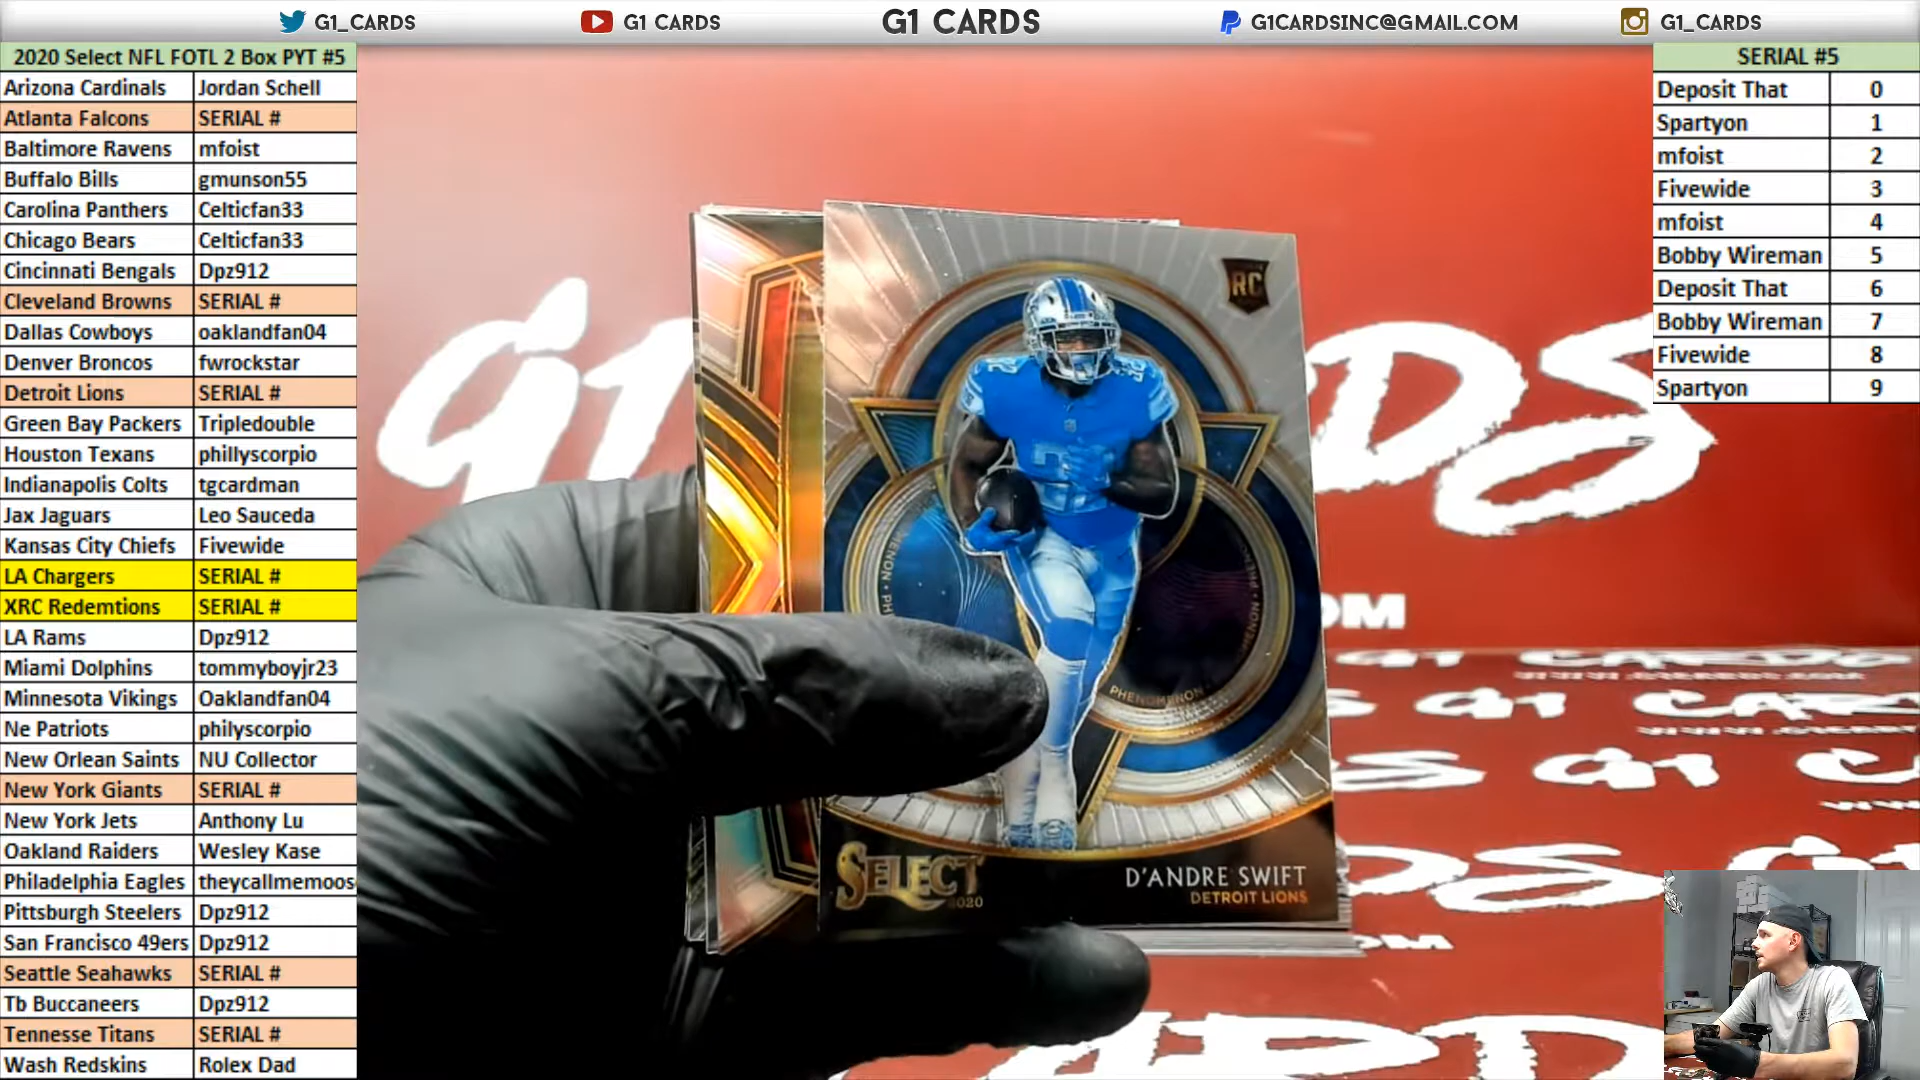 G1_CARDS
G1 CARDS
G1 CARDS
G1CARDSINC@GMAIL.COM
G1_CARDS
2020 Select NFL FOTL 2 Box PYT #5
Arizona Cardinals Jordan Schell
Atlanta Falcons SERIAL #
Baltimore Ravens mfoist
Buffalo Bills gmunson55
Carolina Panthers Celticfan33
Chicago Bears Celticfan33
Cincinnati Bengals Dpz912
Cleveland Browns SERIAL #
Dallas Cowboys oaklandfan04
Denver Broncos fwrockstar
Detroit Lions SERIAL #
Green Bay Packers Tripledouble
Houston Texans phillyscorpio
Indianapolis Colts tgcardman
Jax Jaguars Leo Sauceda
Kansas City Chiefs Fivewide
LA Chargers SERIAL #
XRC Redemtions SERIAL #
LA Rams Dpz912
Miami Dolphins tommyboyjr23
Minnesota Vikings Oaklandfan04
Ne Patriots philyscorpio
New Orlean Saints NU Collector
New York Giants SERIAL #
New York Jets Anthony Lu
Oakland Raiders Wesley Kase
Philadelphia Eagles theycallmemoos
Pittsburgh Steelers Dpz912
San Francisco 49ers Dpz912
Seattle Seahawks SERIAL #
Tb Buccaneers Dpz912
Tennesse Titans SERIAL #
Wash Redskins Rolex Dad
SERIAL #5
Deposit That 0
Spartyon 1
mfoist 2
Fivewide 3
mfoist 4
Bobby Wireman 5
Deposit That 6
Bobby Wireman 7
Fivewide 8
Spartyon 9
RC
32
PHENOMENON
SELECT
2020
D'ANDRE SWIFT
DETROIT LIONS